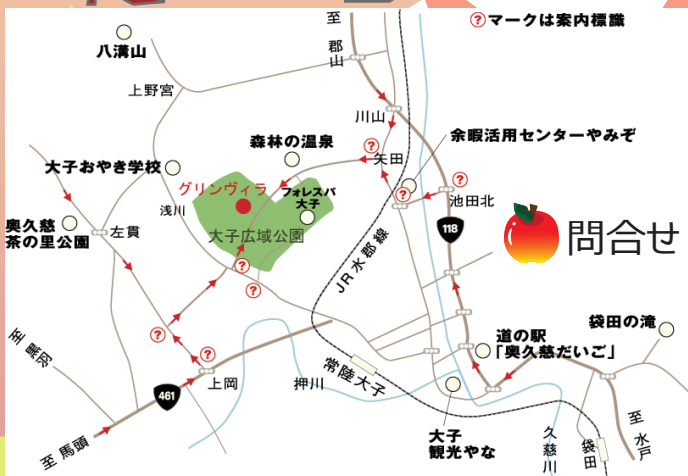 ?マークは案内標識
至
郡山
八溝山
上野宮
川山
?
森林の温泉
矢田
余暇活用センターやみぞ
大子おやき学校
グリンヴィラ
フォレスパ
大子
?
?
池田北
浅川
奥久慈
茶の里公園
左貫
大子広域公園
JR水郡線
118
問合せ
?
?
?
?
道の駅
「奥久慈だいご」
袋田の滝
至黒羽
461
上岡
押川
常陸大子
至馬頭
大子
観光やな
久慈川
袋田
至水戸